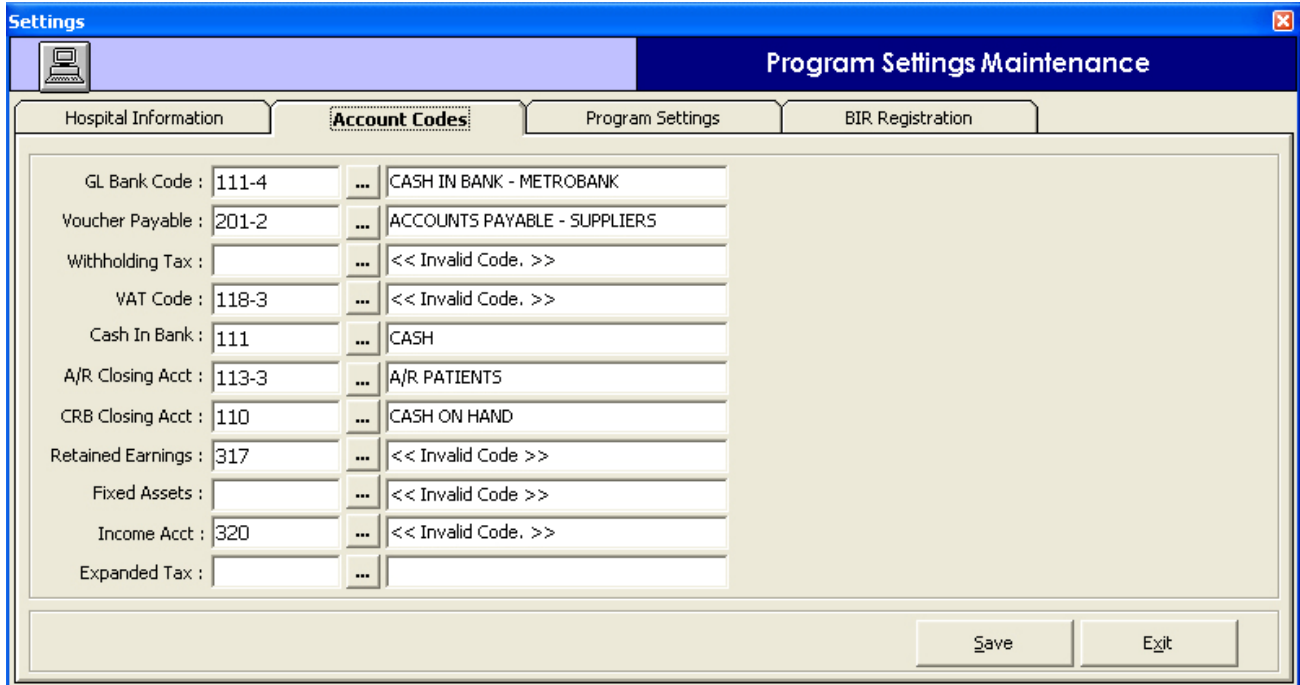 Settings
Program Settings Maintenance
Hospital Information Account Codes Program Settings BIR Registration
GL Bank Code : 111-4 ... CASH IN BANK - METROBANK
Voucher Payable : 201-2 ... ACCOUNTS PAYABLE - SUPPLIERS
Withholding Tax : ... << Invalid Code. >>
VAT Code : 118-3 ... << Invalid Code. >>
Cash In Bank : 111 ... CASH
A/R Closing Acct : 113-3 ... A/R PATIENTS
CRB Closing Acct : 110 ... CASH ON HAND
Retained Earnings : 317 ... << Invalid Code >>
Fixed Assets : ... << Invalid Code >>
Income Acct : 320 ... << Invalid Code. >>
Expanded Tax : ...
Save Exit